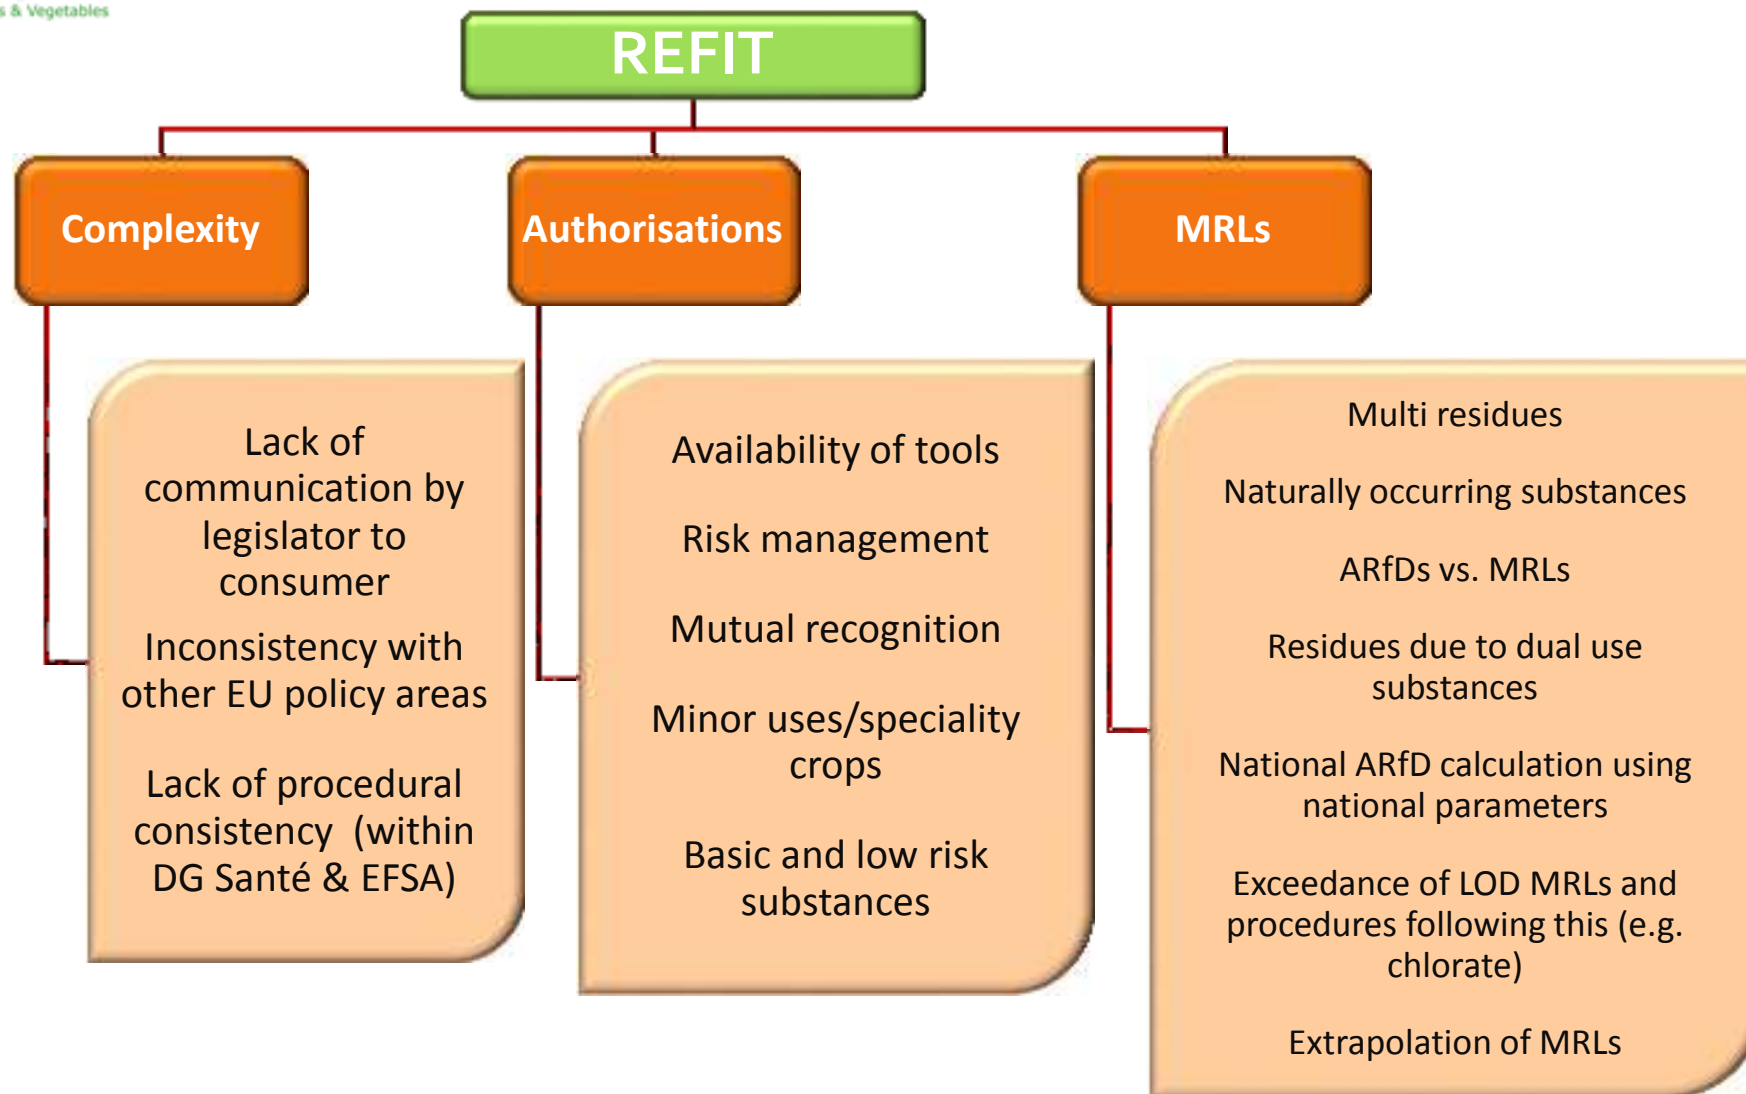 & Vegetables
REFIT
Complexity
Authorisations
MRLs
Lack of
communication by
legislator to
consumer
Inconsistency with
other EU policy areas
Lack of procedural
consistency (within
DG Santé & EFSA)
Availability of tools
Risk management
Mutual recognition
Minor uses/speciality
crops
Basic and low risk
substances
Multi residues
Naturally occurring substances
ARfDs vs. MRLs
Residues due to dual use
substances
National ARfD calculation using
national parameters
Exceedance of LOD MRLs and
procedures following this (e.g.
chlorate)
Extrapolation of MRLs